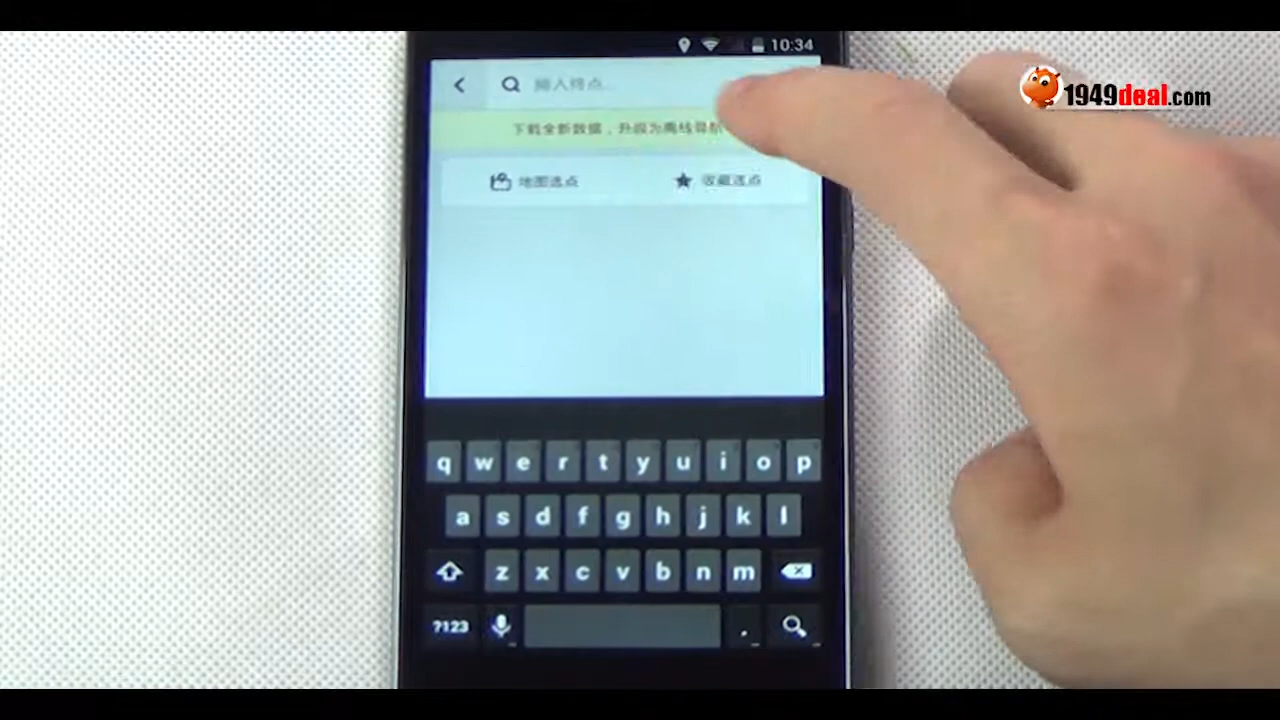 10:34
1949deal.com
输入终点
下载全新数据，升级为离线导航
地图选点
收藏选点
q w e r t y u i o p
a s d f g h j k l
z x c v b n m
?123 .